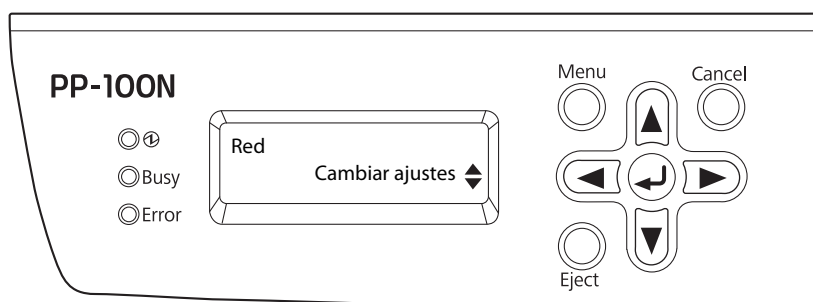 PP-100N
Menu
Cancel
Red
Cambiar ajustes
Busy
Error
Eject